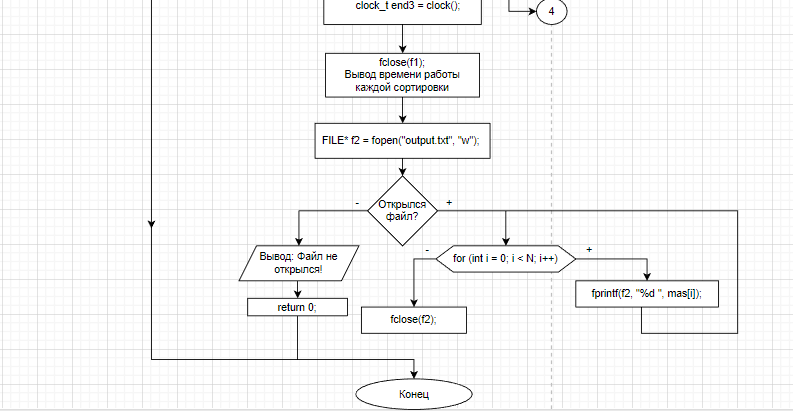 clock_t end3 = clock();
4
fclose(f1);
Вывод времени работы
каждой сортировки
FILE* f2 = fopen("output.txt", "w");
-
Открылся
файл?
+
Вывод: Файл не
открылся!
-
for (int i = 0; i < N; i++)
+
return 0;
fclose(f2);
fprintf(f2, "%d ", mas[i]);
Конец